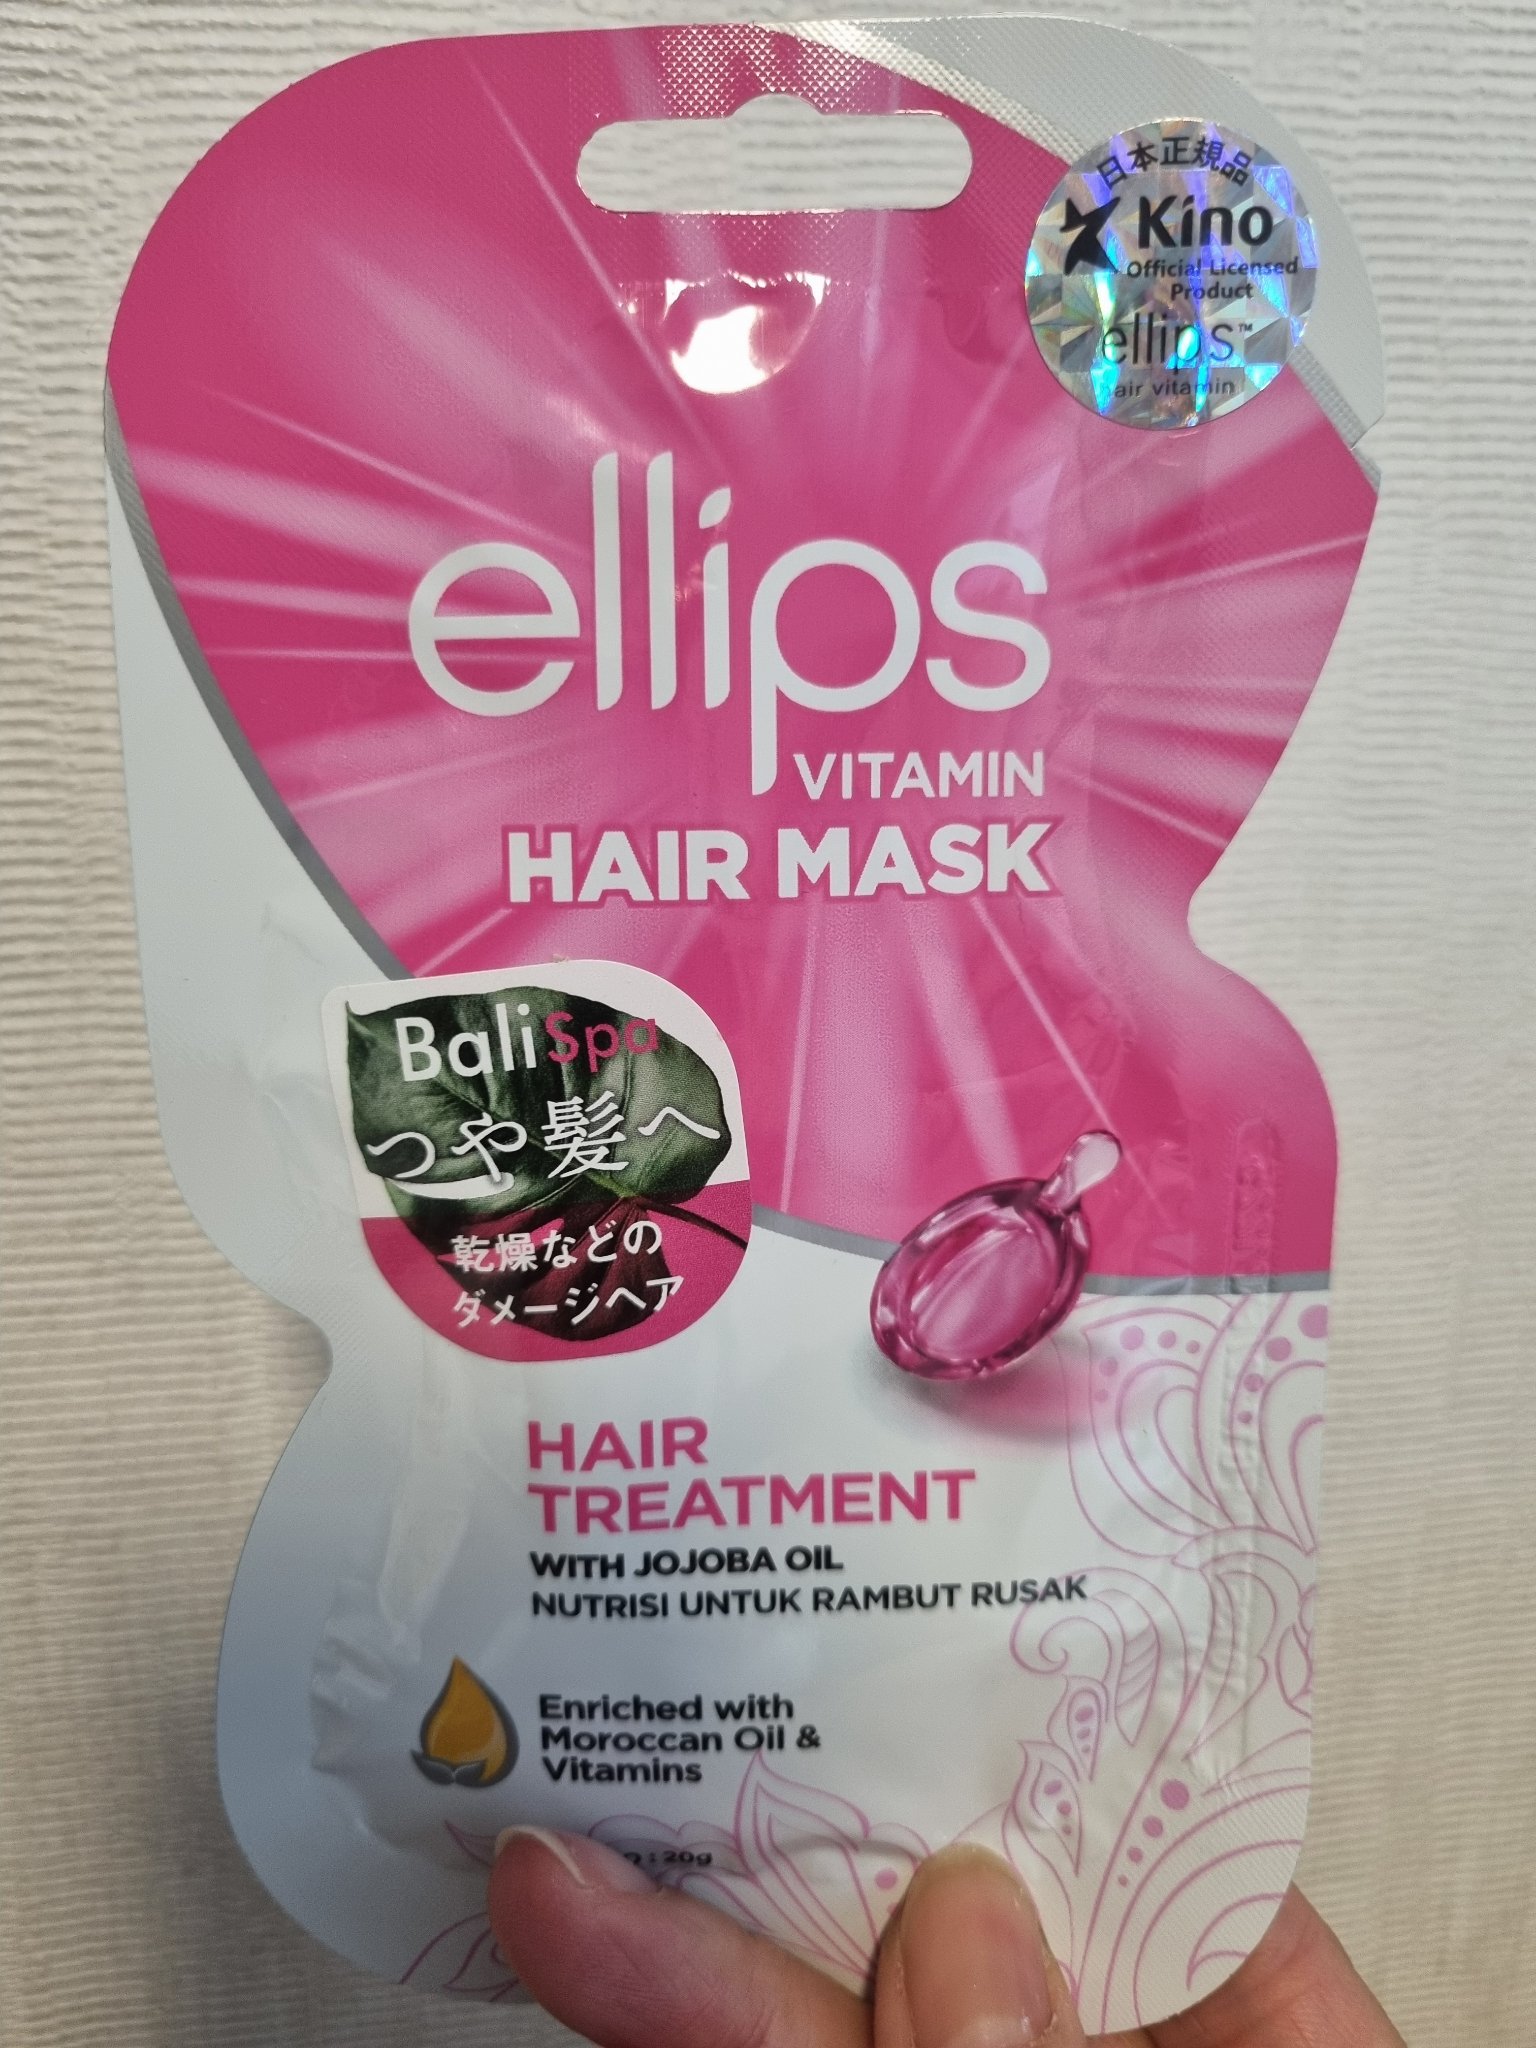 日本正規品
Kino
Official Licensed
Product
ellips™
hair vitamin
ellips
VITAMIN
HAIR MASK
Bali Spa
つや髪へ
乾燥などの
ダメージヘア
HAIR
TREATMENT
WITH JOJOBA OIL
NUTRISI UNTUK RAMBUT RUSAK
Enriched with
Moroccan Oil &
Vitamins
: 20g